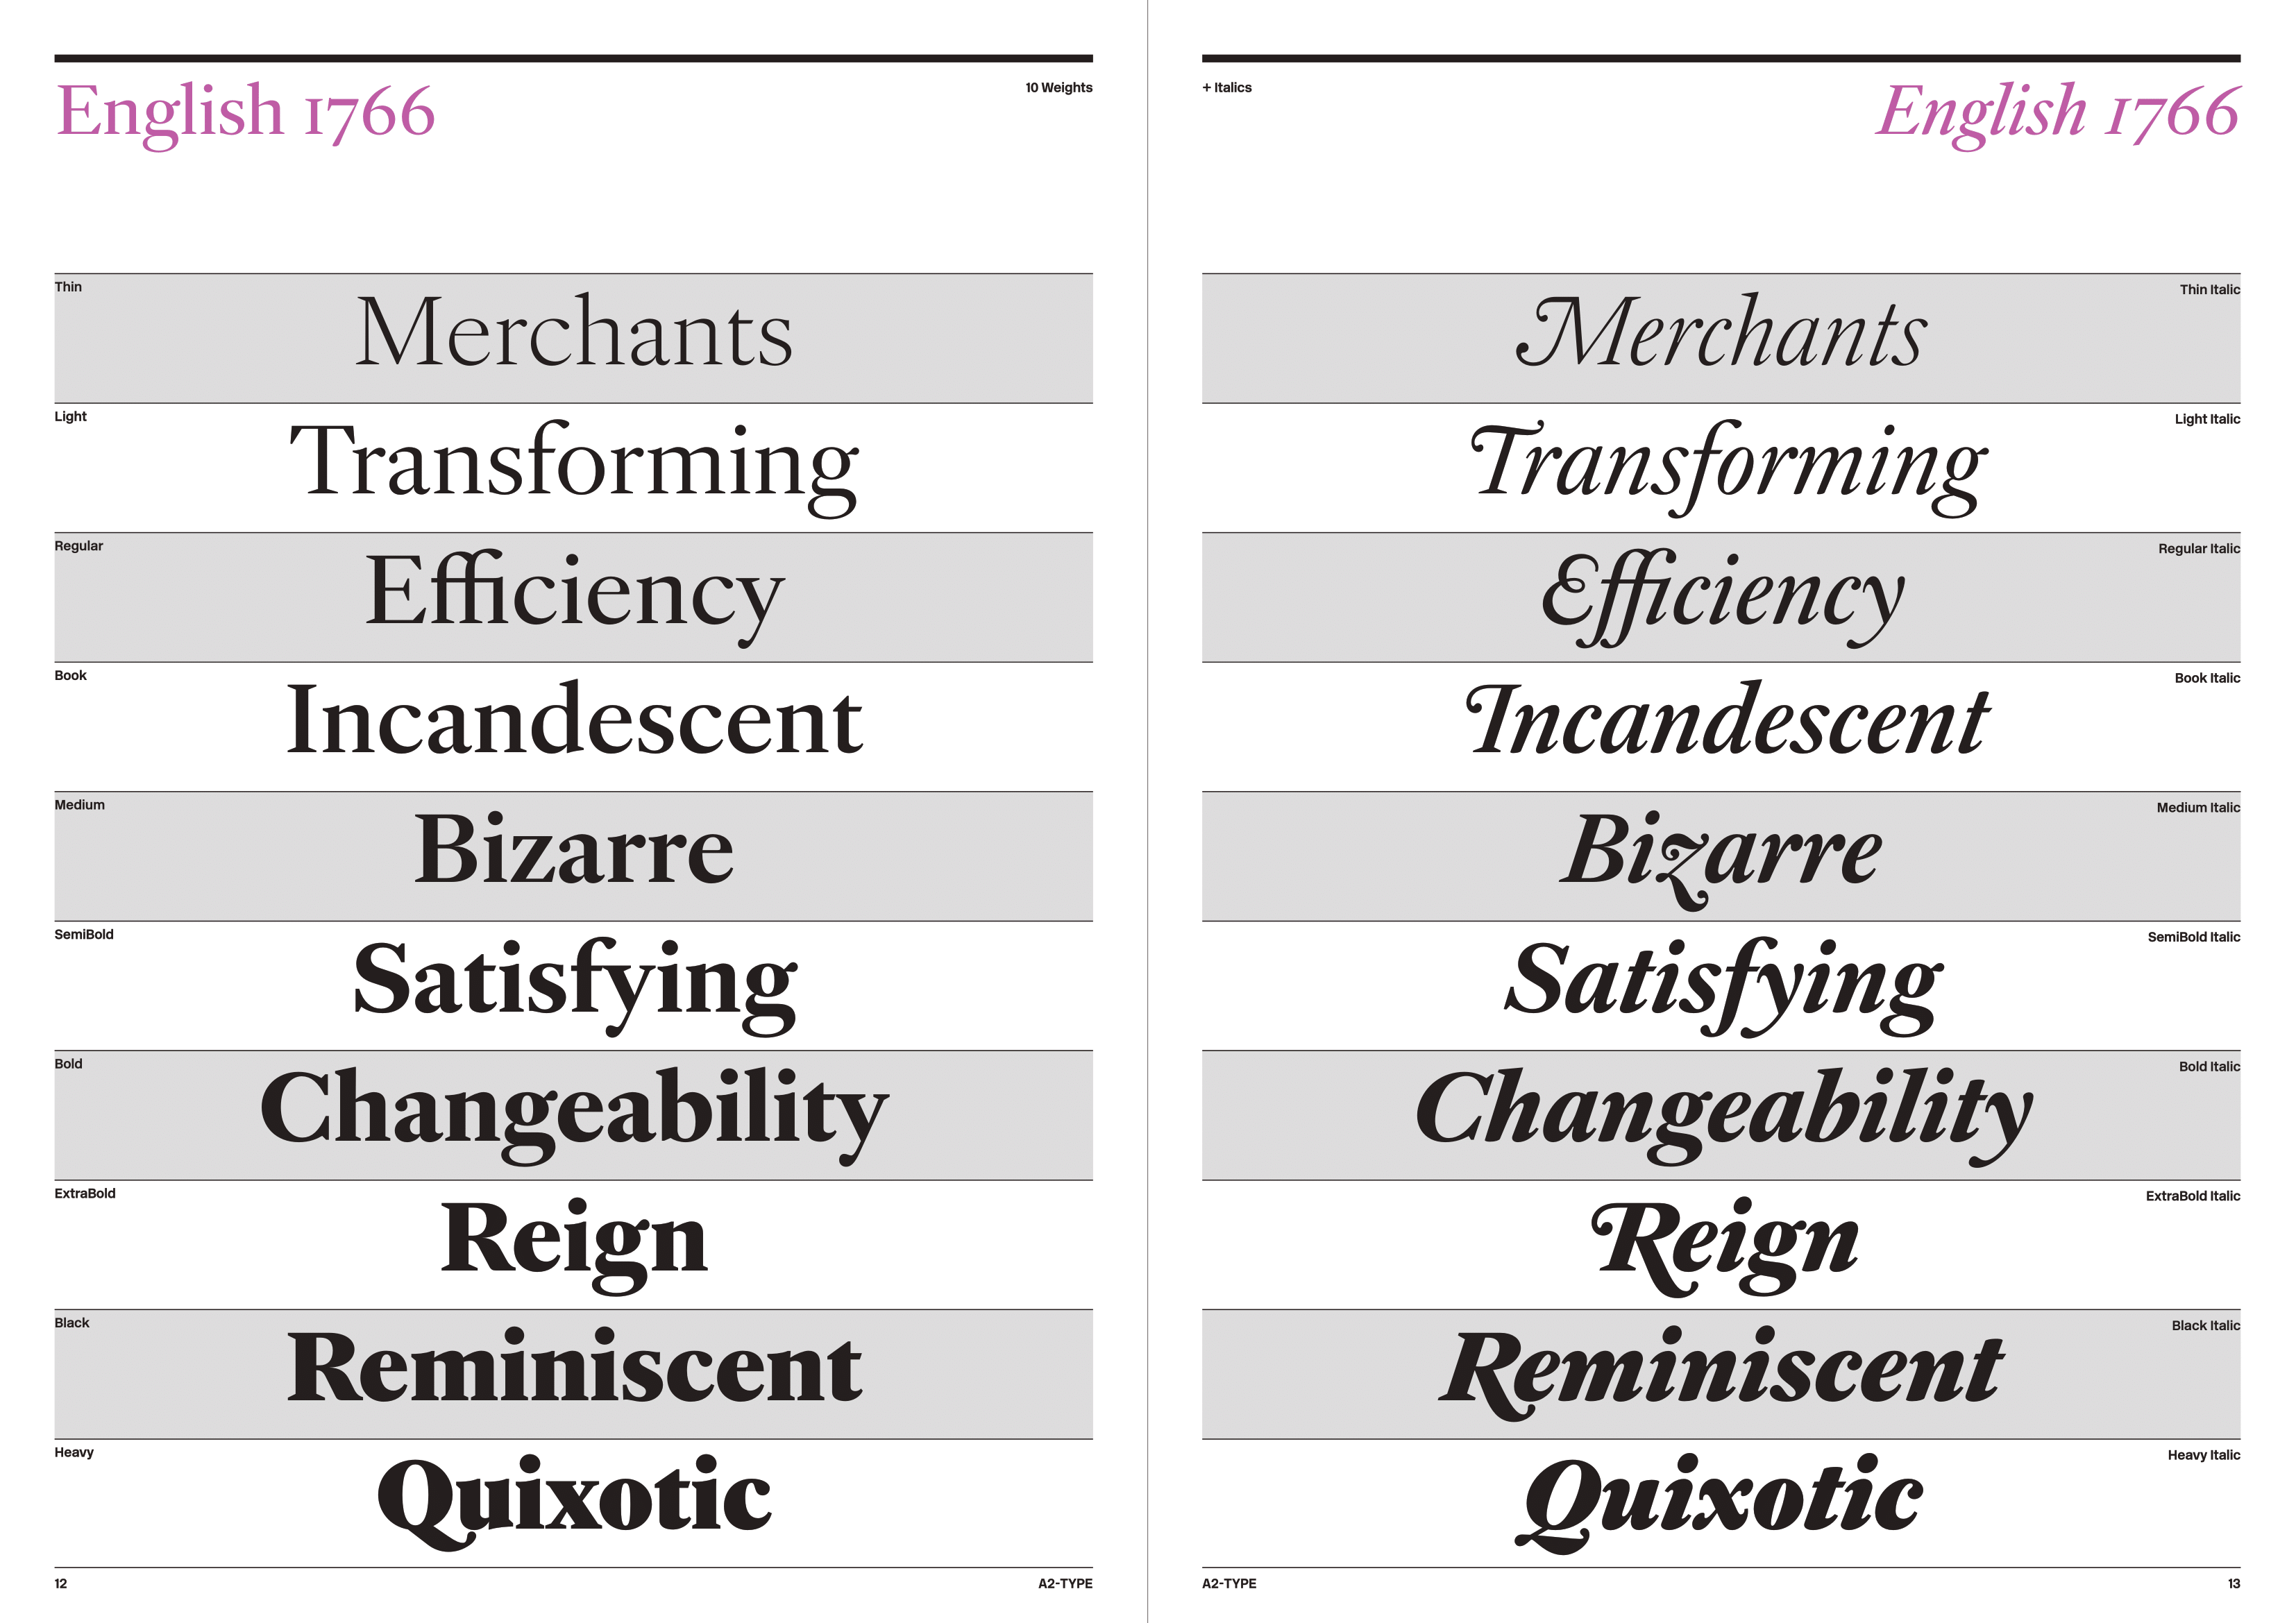 English 1766
10 Weights
Thin
Merchants
Light
Transforming
Regular
Efficiency
Book
Incandescent
Medium
Bizarre
SemiBold
Satisfying
Bold
Changeability
ExtraBold
Reign
Black
Reminiscent
Heavy
Quixotic
12
A2-TYPE
+ Italics
English 1766
Thin Italic
Merchants
Light Italic
Transforming
Regular Italic
Efficiency
Book Italic
Incandescent
Medium Italic
Bizarre
SemiBold Italic
Satisfying
Bold Italic
Changeability
ExtraBold Italic
Reign
Black Italic
Reminiscent
Heavy Italic
Quixotic
A2-TYPE
13